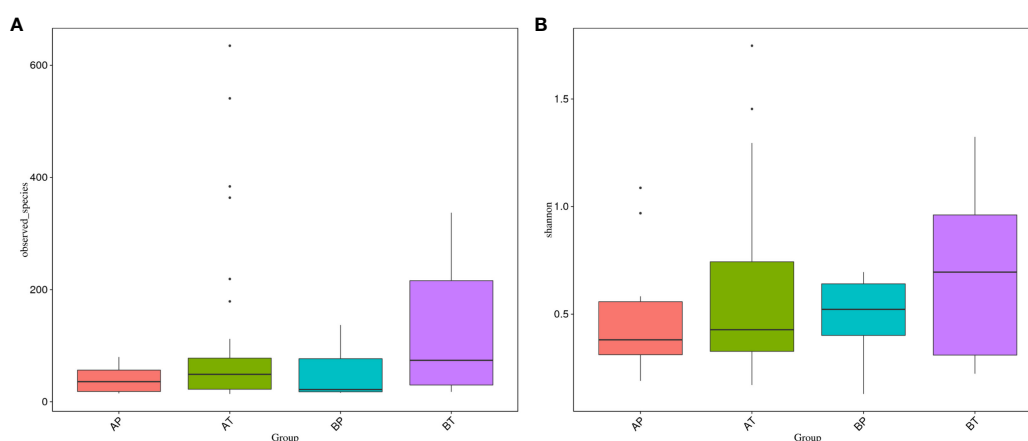 A
observed_species
600
400
200
0
AP
AT
BP
BT
Group
B
shannon
1.5
1.0
0.5
AP
AT
BP
BT
Group